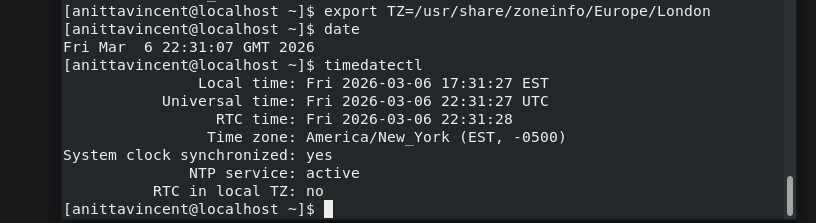 [anittavincent@localhost ~]$ export TZ=/usr/share/zoneinfo/Europe/London
[anittavincent@localhost ~]$ date
Fri Mar  6 22:31:07 GMT 2026
[anittavincent@localhost ~]$ timedatectl
               Local time: Fri 2026-03-06 17:31:27 EST
           Universal time: Fri 2026-03-06 22:31:27 UTC
                 RTC time: Fri 2026-03-06 22:31:28
                Time zone: America/New_York (EST, -0500)
System clock synchronized: yes
              NTP service: active
          RTC in local TZ: no
[anittavincent@localhost ~]$